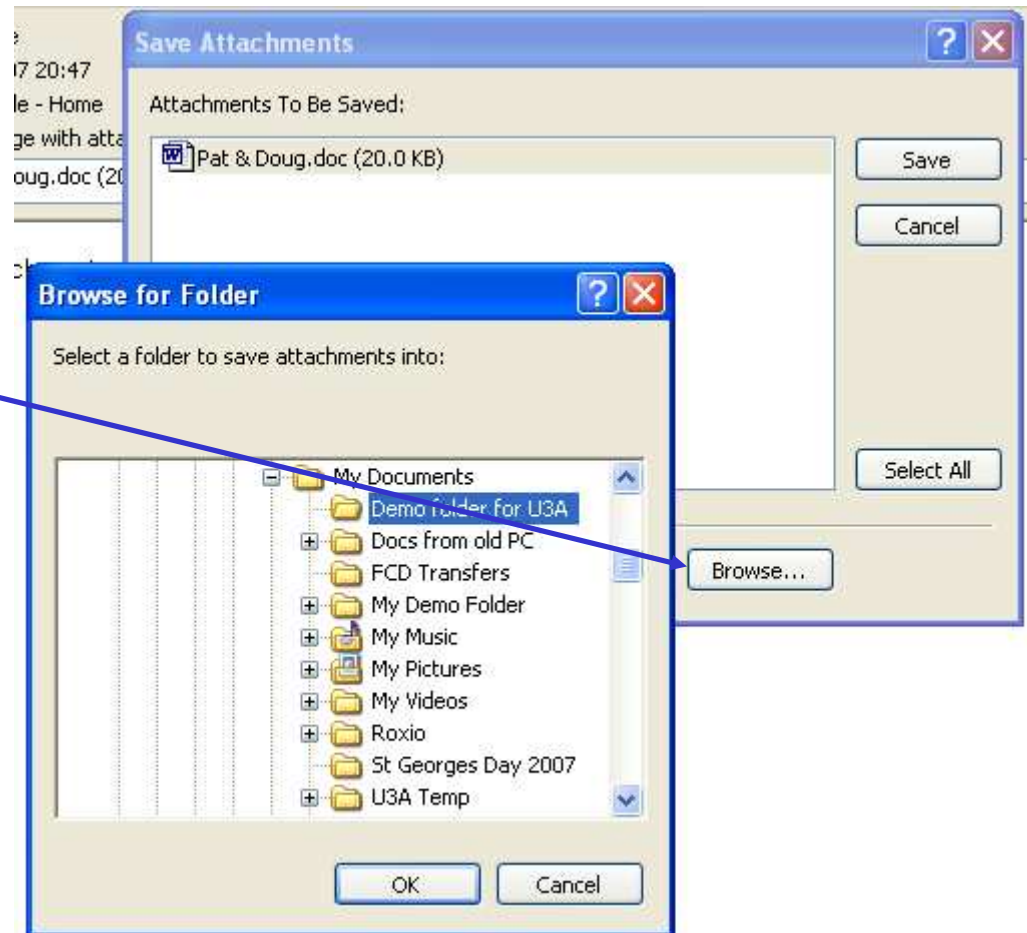 Save Attachments
7 20:47
le - Home
ge with atta
oug.doc (20
Attachments To Be Saved:
Pat & Doug.doc (20.0 KB)
Save
Cancel
Select All
Browse...
Browse for Folder
Select a folder to save attachments into:
My Documents
Demo folder for U3A
Docs from old PC
FCD Transfers
My Demo Folder
My Music
My Pictures
My Videos
Roxio
St Georges Day 2007
U3A Temp
OK
Cancel